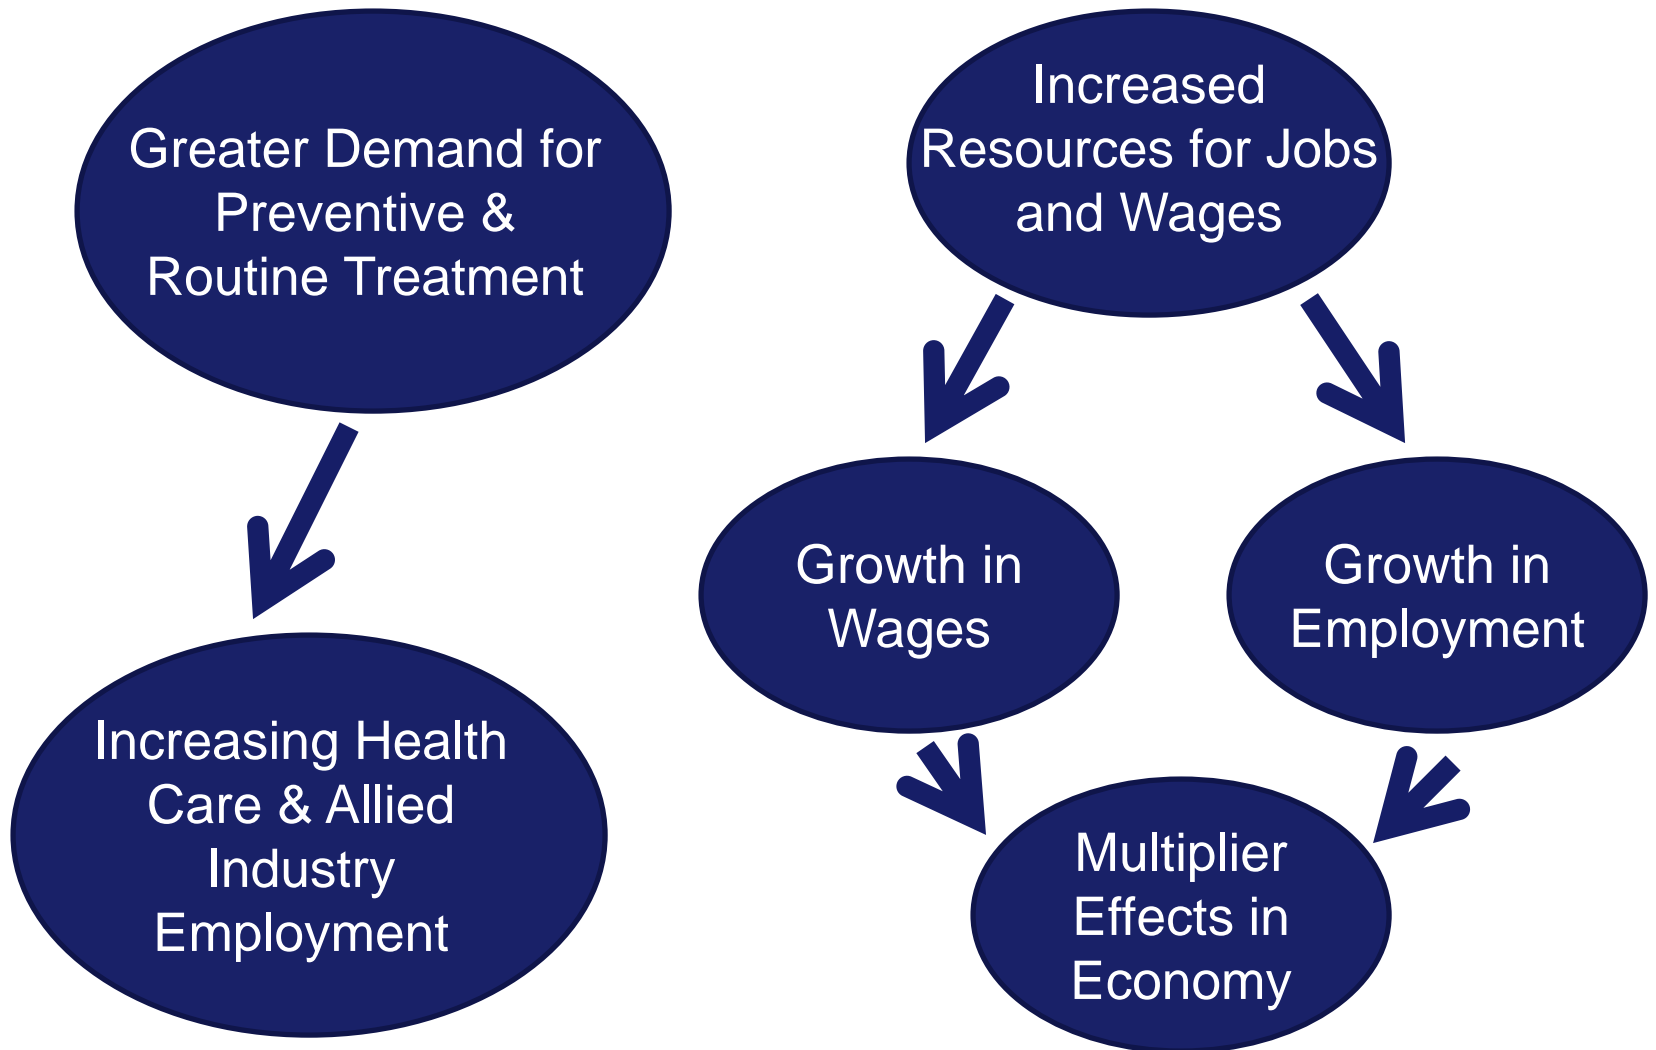 Greater Demand for
Preventive &
Routine Treatment
Increasing Health
Care & Allied
Industry
Employment
Increased
Resources for Jobs
and Wages
Growth in
Wages
Growth in
Employment
Multiplier
Effects in
Economy